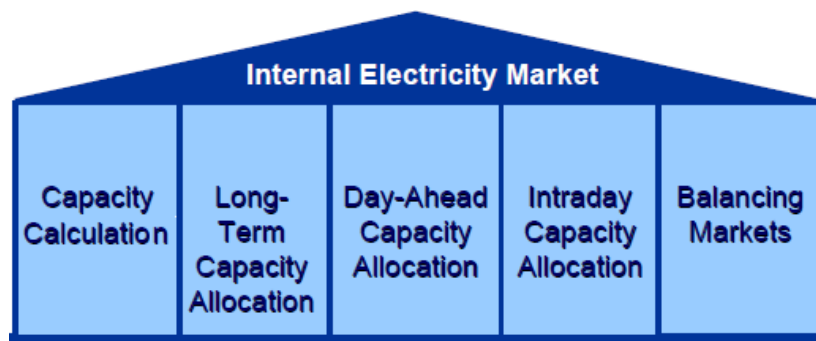 Internal Electricity Market
Capacity
Calculation
Long-
Term
Capacity
Allocation
Day-Ahead
Capacity
Allocation
Intraday
Capacity
Allocation
Balancing
Markets